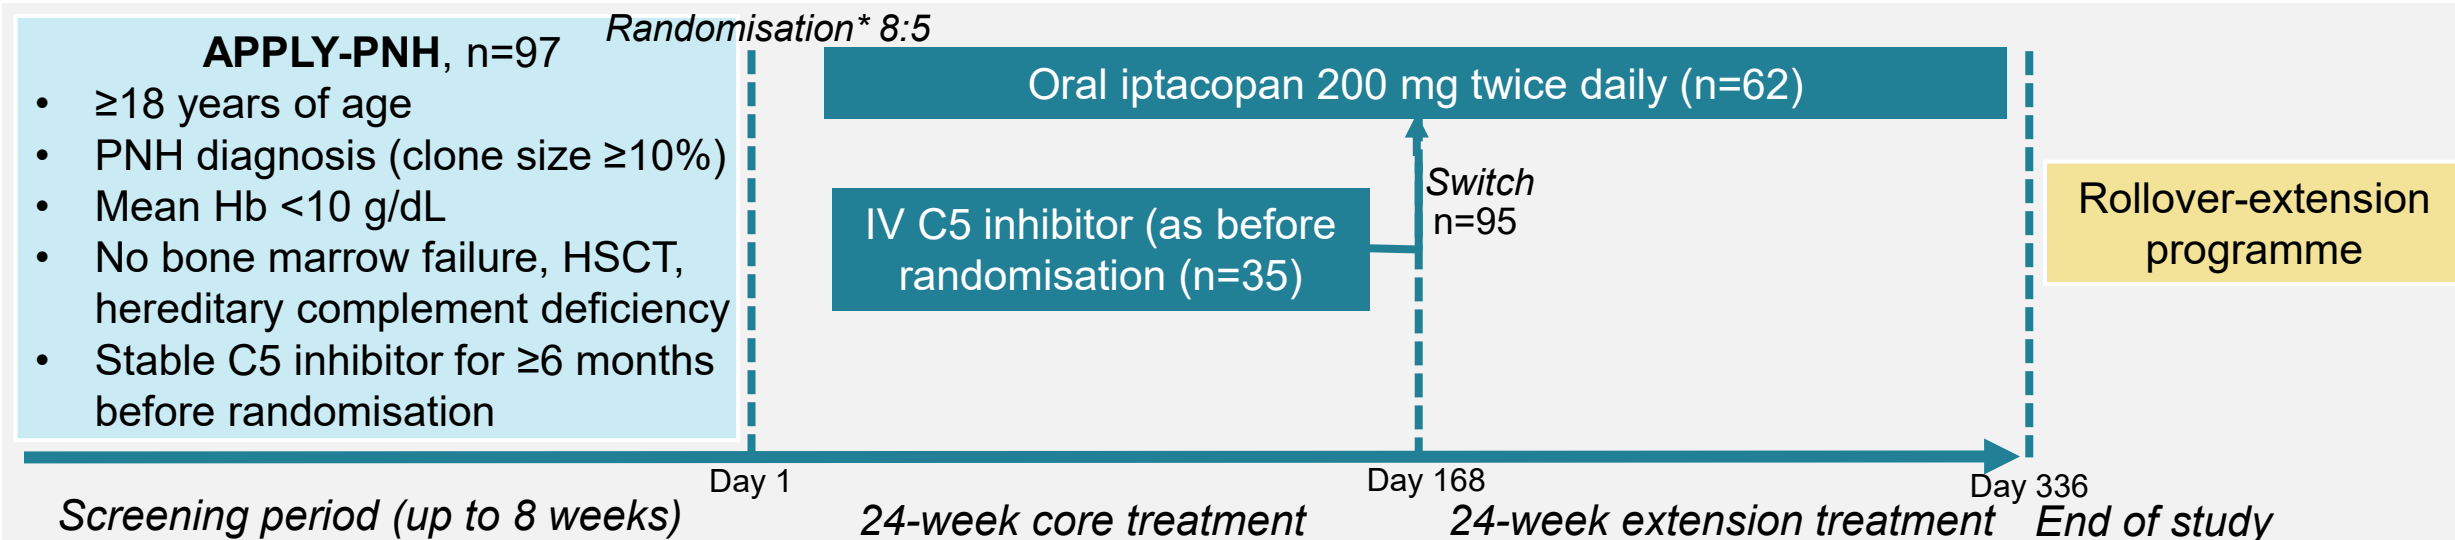 Randomisation* 8:5
APPLY-PNH, n=97
• ≥18 years of age
• PNH diagnosis (clone size ≥10%)
• Mean Hb <10 g/dL
• No bone marrow failure, HSCT,
hereditary complement deficiency
• Stable C5 inhibitor for ≥6 months
before randomisation
Oral iptacopan 200 mg twice daily (n=62)
IV C5 inhibitor (as before
randomisation (n=35)
Switch
n=95
Rollover-extension
programme
Day 1
Day 168
Day 336
Screening period (up to 8 weeks)
24-week core treatment
24-week extension treatment
End of study